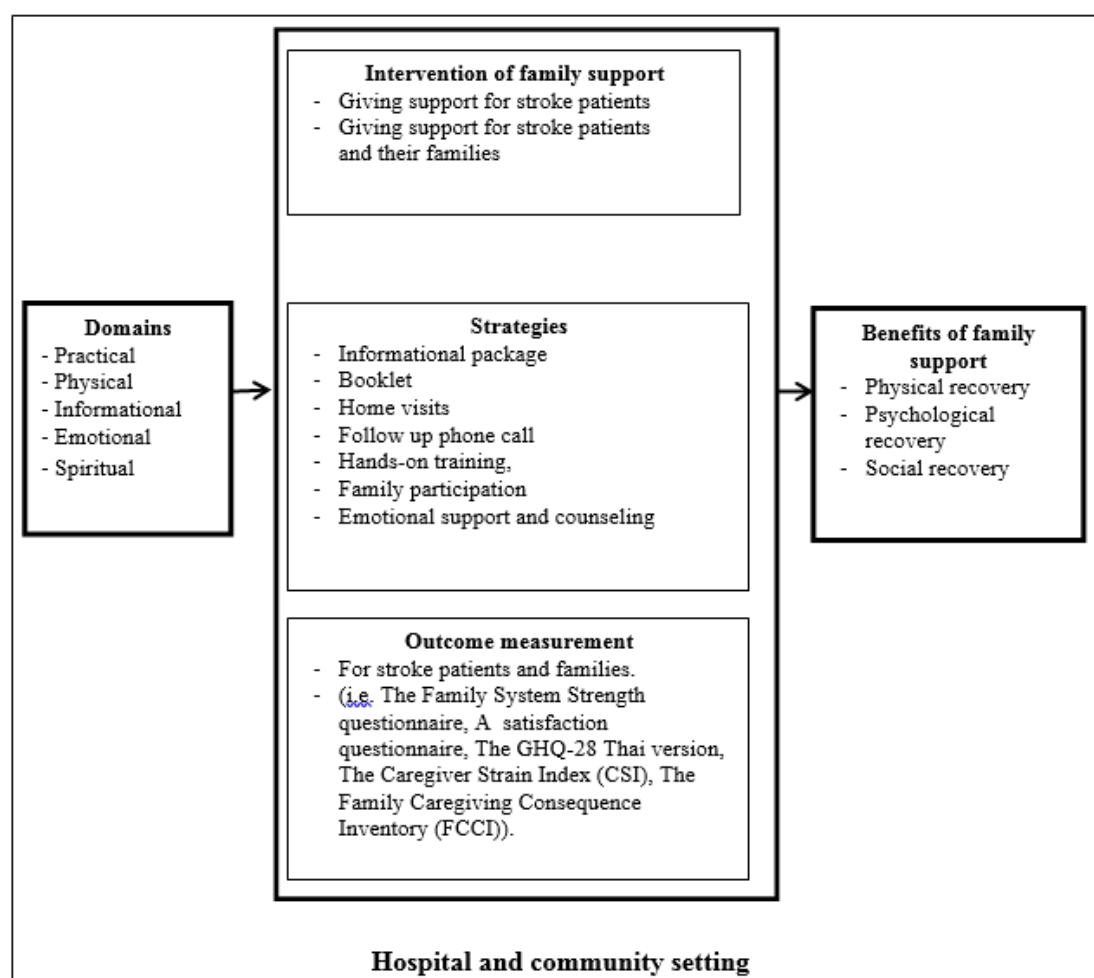 Intervention of family support
- Giving support for stroke patients
- Giving support for stroke patients
and their families
Domains
- Practical
- Physical
- Informational
- Emotional
- Spiritual
Strategies
- Informational package
- Booklet
- Home visits
- Follow up phone call
- Hands-on training,
- Family participation
- Emotional support and counseling
Benefits of family
support
- Physical recovery
- Psychological
recovery
- Social recovery
Outcome measurement
- For stroke patients and families.
- (i.e. The Family System Strength
questionnaire, A satisfaction
questionnaire, The GHQ-28 Thai version,
The Caregiver Strain Index (CSI), The
Family Caregiving Consequence
Inventory (FCCI)).
Hospital and community setting